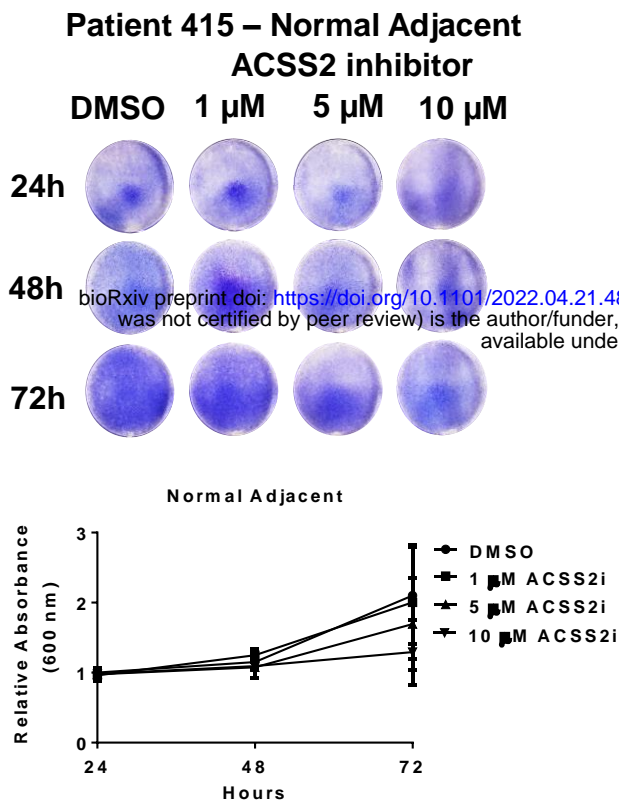 Patient 415 – Normal Adjacent
ACSS2 inhibitor
DMSO 1 µM 5 µM 10 µM
24h
48h
bioRxiv preprint doi: https://doi.org/10.1101/2022.04.21.48
was not certified by peer review) is the author/funder,
available unde
72h
Normal Adjacent
Relative Absorbance
(600 nm)
3
2
1
0
24 48 72
Hours
DMSO
1 µM ACSS2i
5 µM ACSS2i
10 µM ACSS2i